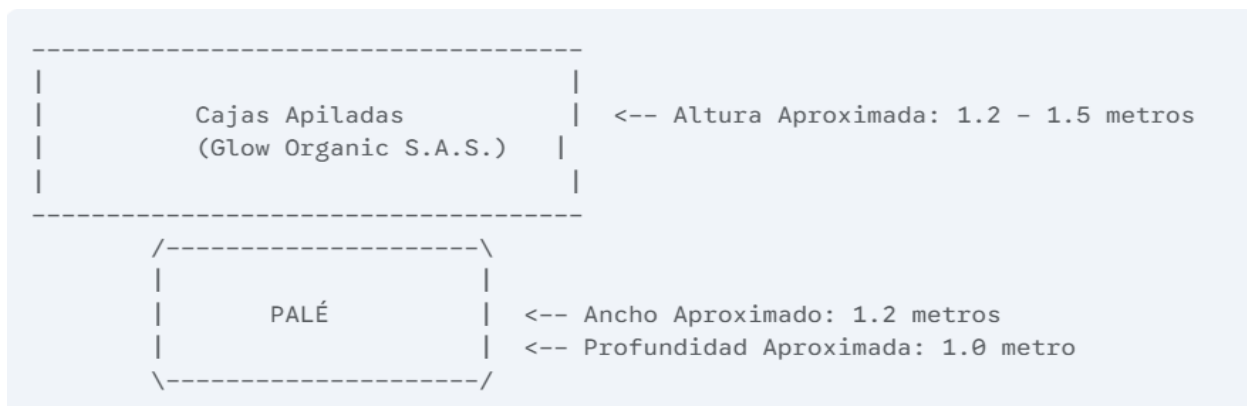 Cajas Apiladas <-- Altura Aproximada: 1.2 - 1.5 metros
(Glow Organic S.A.S.)
PALÉ <-- Ancho Aproximado: 1.2 metros
<-- Profundidad Aproximada: 1.0 metro